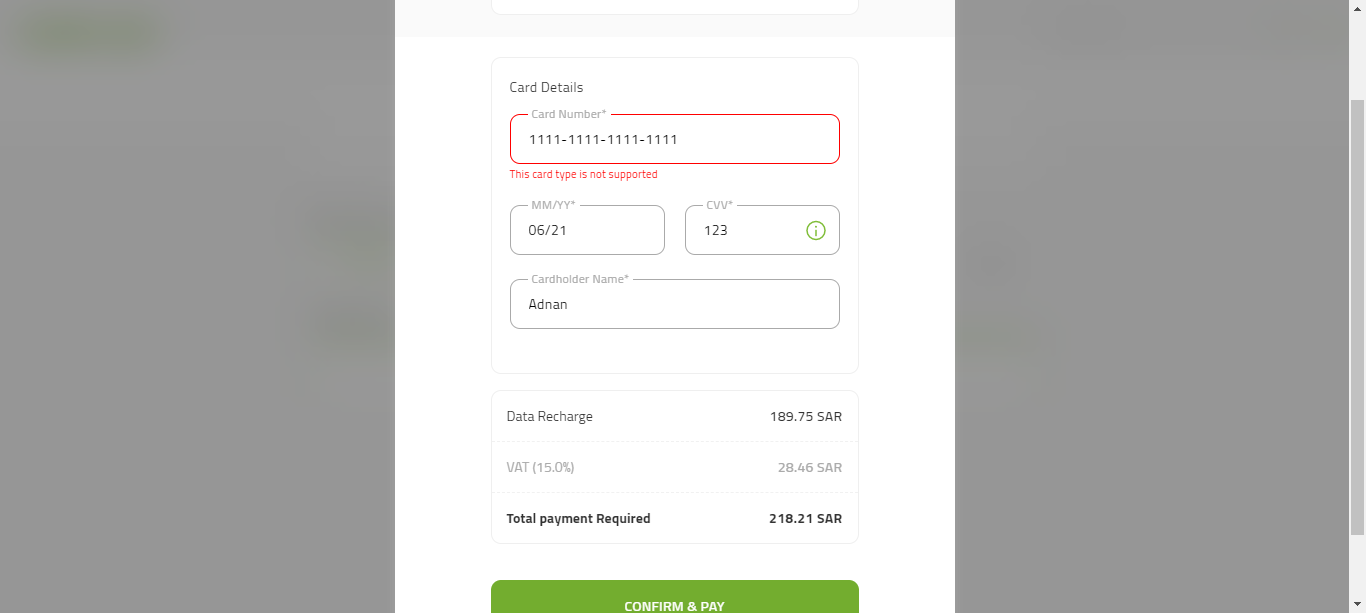 Card Details
Card Number*
1111-1111-1111-1111
This card type is not supported
MM/YY* CVV*
06/21 123
Cardholder Name*
Adnan
Data Recharge 189.75 SAR
VAT (15.0%) 28.46 SAR
Total payment Required 218.21 SAR
CONFIRM & PAY